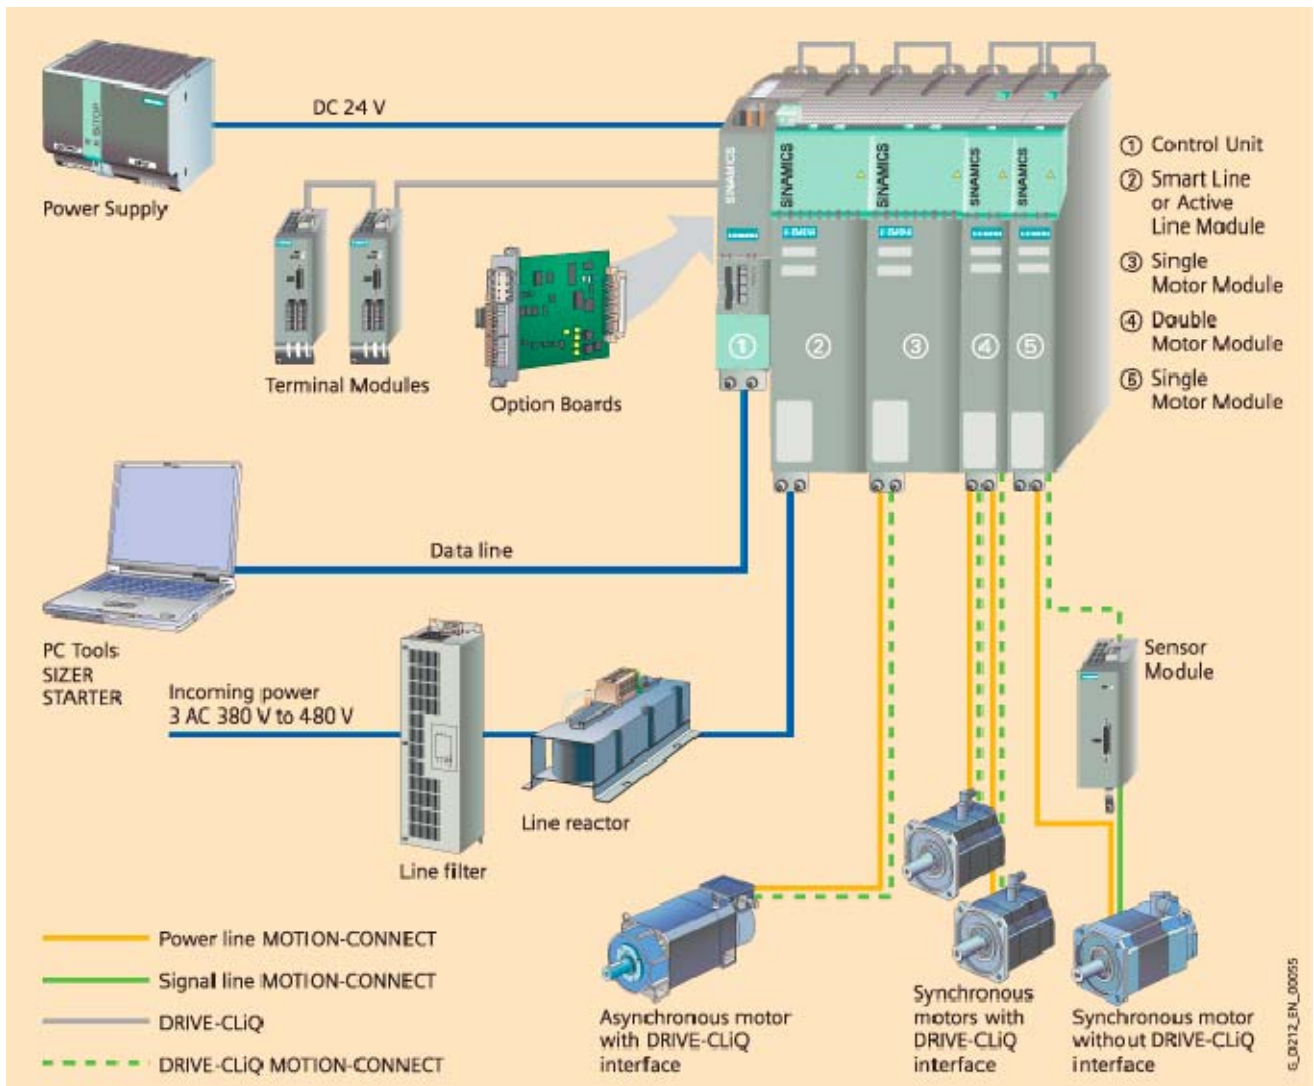 DC 24 V
SITOP
Power Supply
SINAMICS
SINAMICS
SINAMICS
SINAMICS
SINAMICS
SIEMENS
① Control Unit
② Smart Line
or Active
Line Module
③ Single
Motor Module
④ Double
Motor Module
⑤ Single
Motor Module
Terminal Modules
Option Boards
①
②
③
④
⑤
Data line
PC Tools:
SIZER
STARTER
Incoming power
3 AC 380 V to 480 V
Line filter
Line reactor
Sensor
Module
Power line MOTION-CONNECT
Signal line MOTION-CONNECT
DRIVE-CLiQ
DRIVE-CLiQ MOTION-CONNECT
Asynchronous motor
with DRIVE-CLiQ
interface
Synchronous
motors with
DRIVE-CLiQ
interface
Synchronous motor
without DRIVE-CLiQ
interface
G_DI212_EN_00055